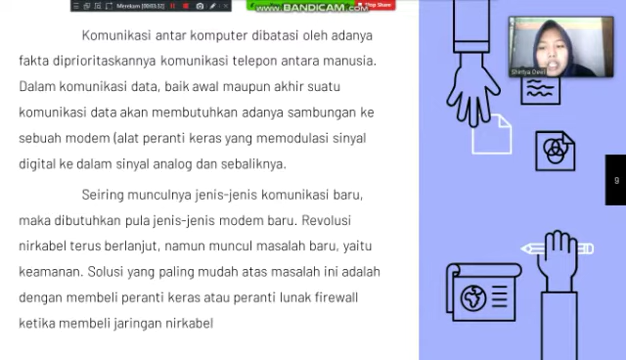 Merekam
www.BANDICAM.com
Stop Share
Komunikasi antar komputer dibatasi oleh adanya
fakta diprioritaskannya komunikasi telepon antara manusia.
Dalam komunikasi data, baik awal maupun akhir suatu
komunikasi data akan membutuhkan adanya sambungan ke
sebuah modem (alat peranti keras yang memodulasi sinyal
digital ke dalam sinyal analog dan sebaliknya.
Seiring munculnya jenis-jenis komunikasi baru,
maka dibutuhkan pula jenis-jenis modem baru. Revolusi
nirkabel terus berlanjut, namun muncul masalah baru, yaitu
keamanan. Solusi yang paling mudah atas masalah ini adalah
dengan membeli peranti keras atau peranti lunak firewall
ketika membeli jaringan nirkabel
9